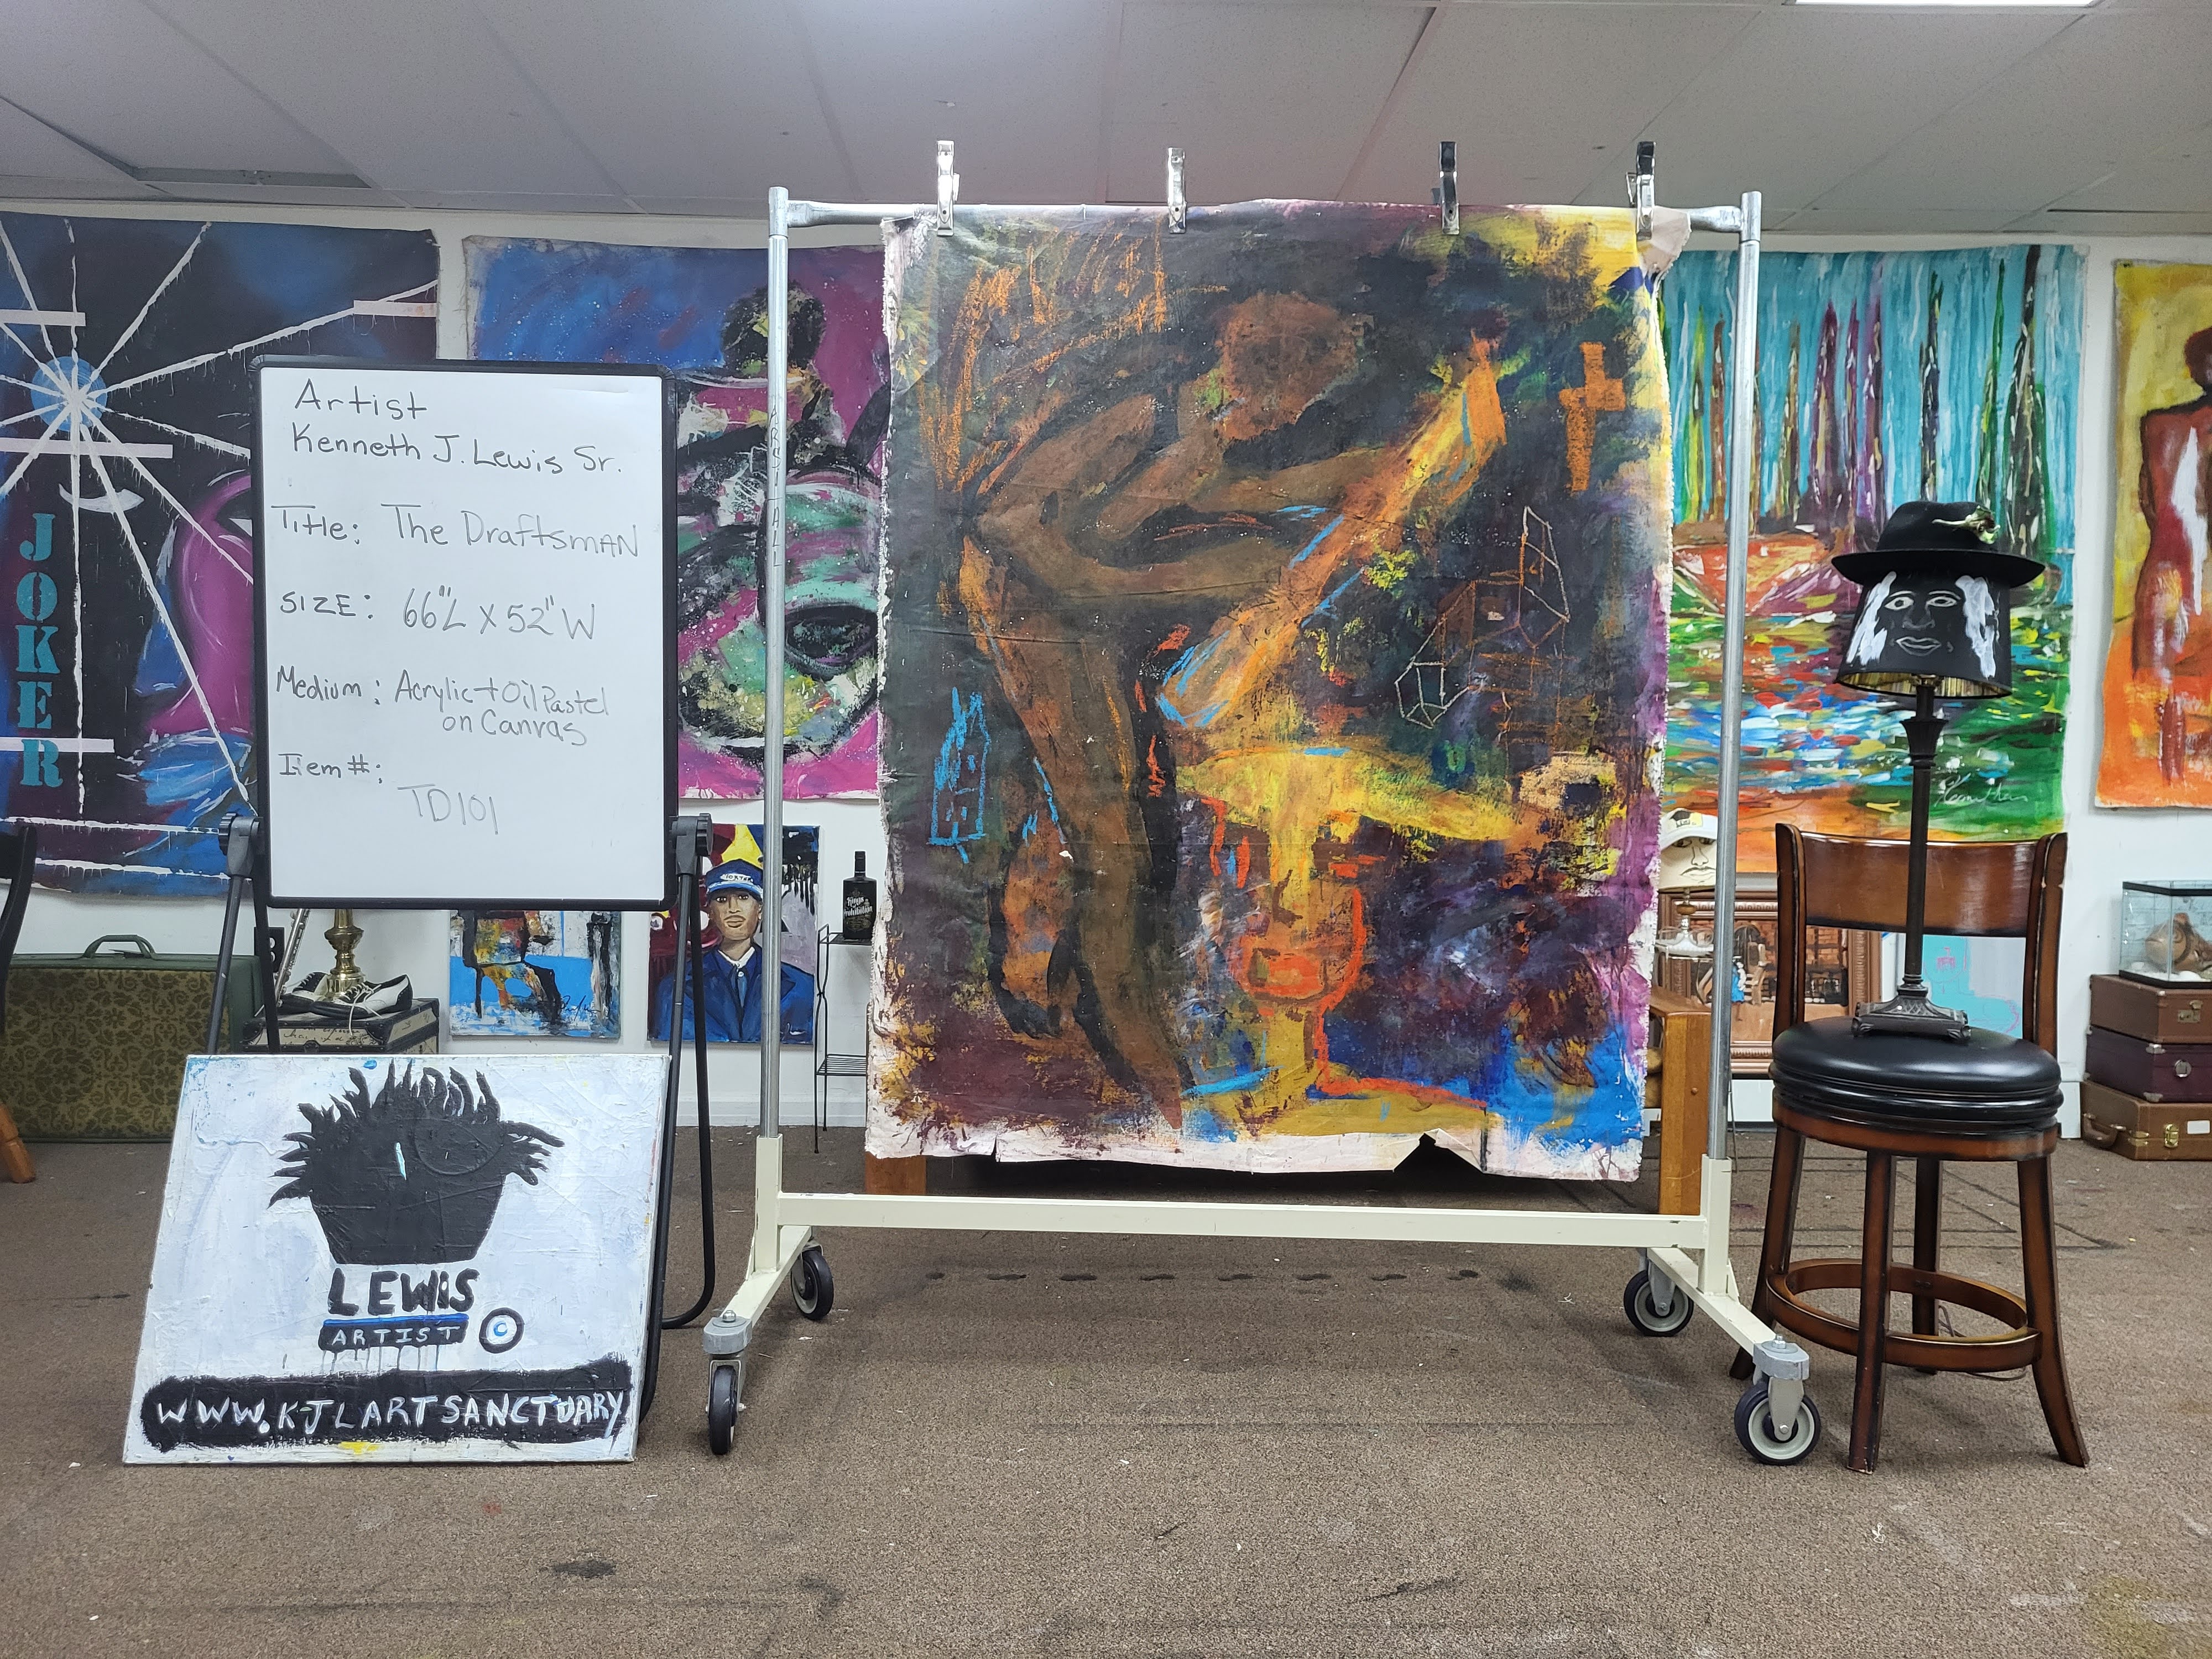 Artist
Kenneth J. Lewis Sr.
Title: The DraftsmAN
SIZE: 66"L X 52" W
Medium: Acrylic + Oil Pastel
on Canvas
Item #:
TD101
JOKER
LEWIS
ARTIST
WWW.KJLARTSANCTUARY